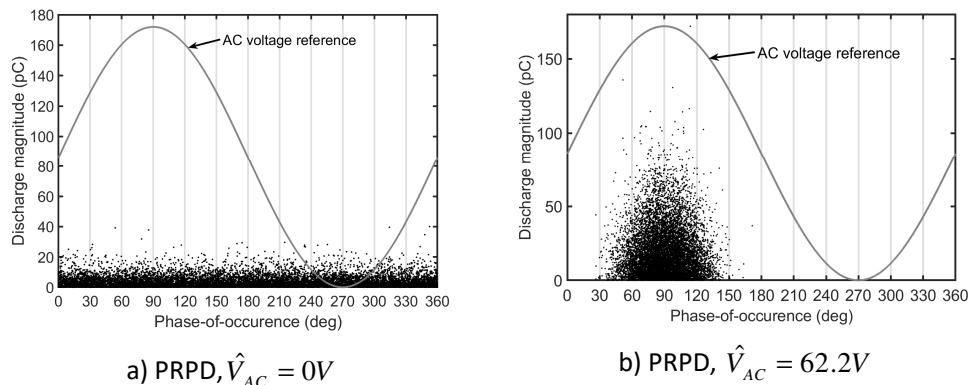 180
160
140
120
100
80
60
40
20
0
Discharge magnitude (pC)
AC voltage reference
0 30 60 90 120 150 180 210 240 270 300 330 360
Phase-of-occurence (deg)
a) PRPD, V̂_AC = 0V
150
100
50
0
Discharge magnitude (pC)
AC voltage reference
0 30 60 90 120 150 180 210 240 270 300 330 360
Phase-of-occurence (deg)
b) PRPD, V̂_AC = 62.2V